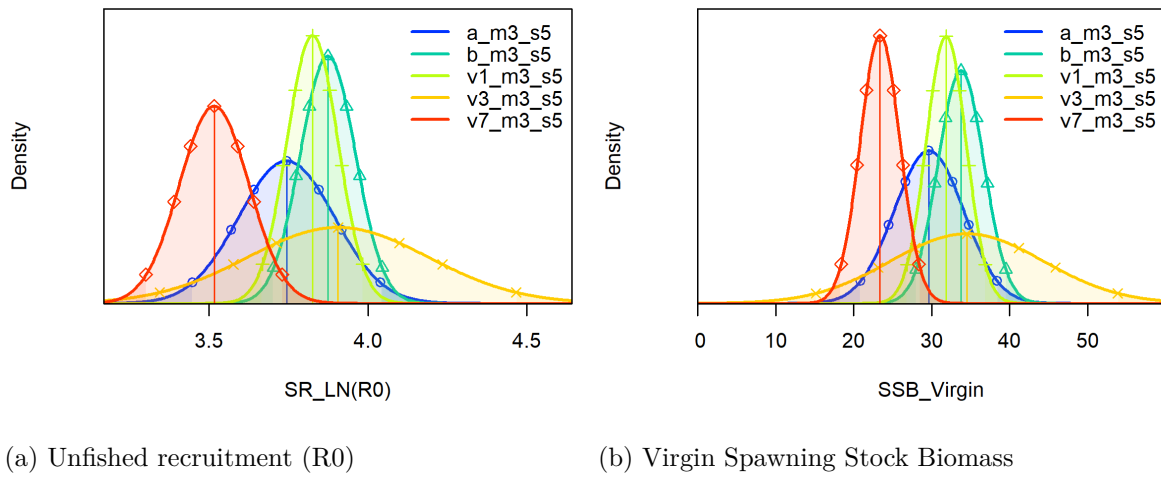 a_m3_s5
b_m3_s5
v1_m3_s5
v3_m3_s5
v7_m3_s5
Density
3.5 4.0 4.5
SR_LN(R0)
(a) Unfished recruitment (R0)
a_m3_s5
b_m3_s5
v1_m3_s5
v3_m3_s5
v7_m3_s5
Density
0 10 20 30 40 50
SSB_Virgin
(b) Virgin Spawning Stock Biomass